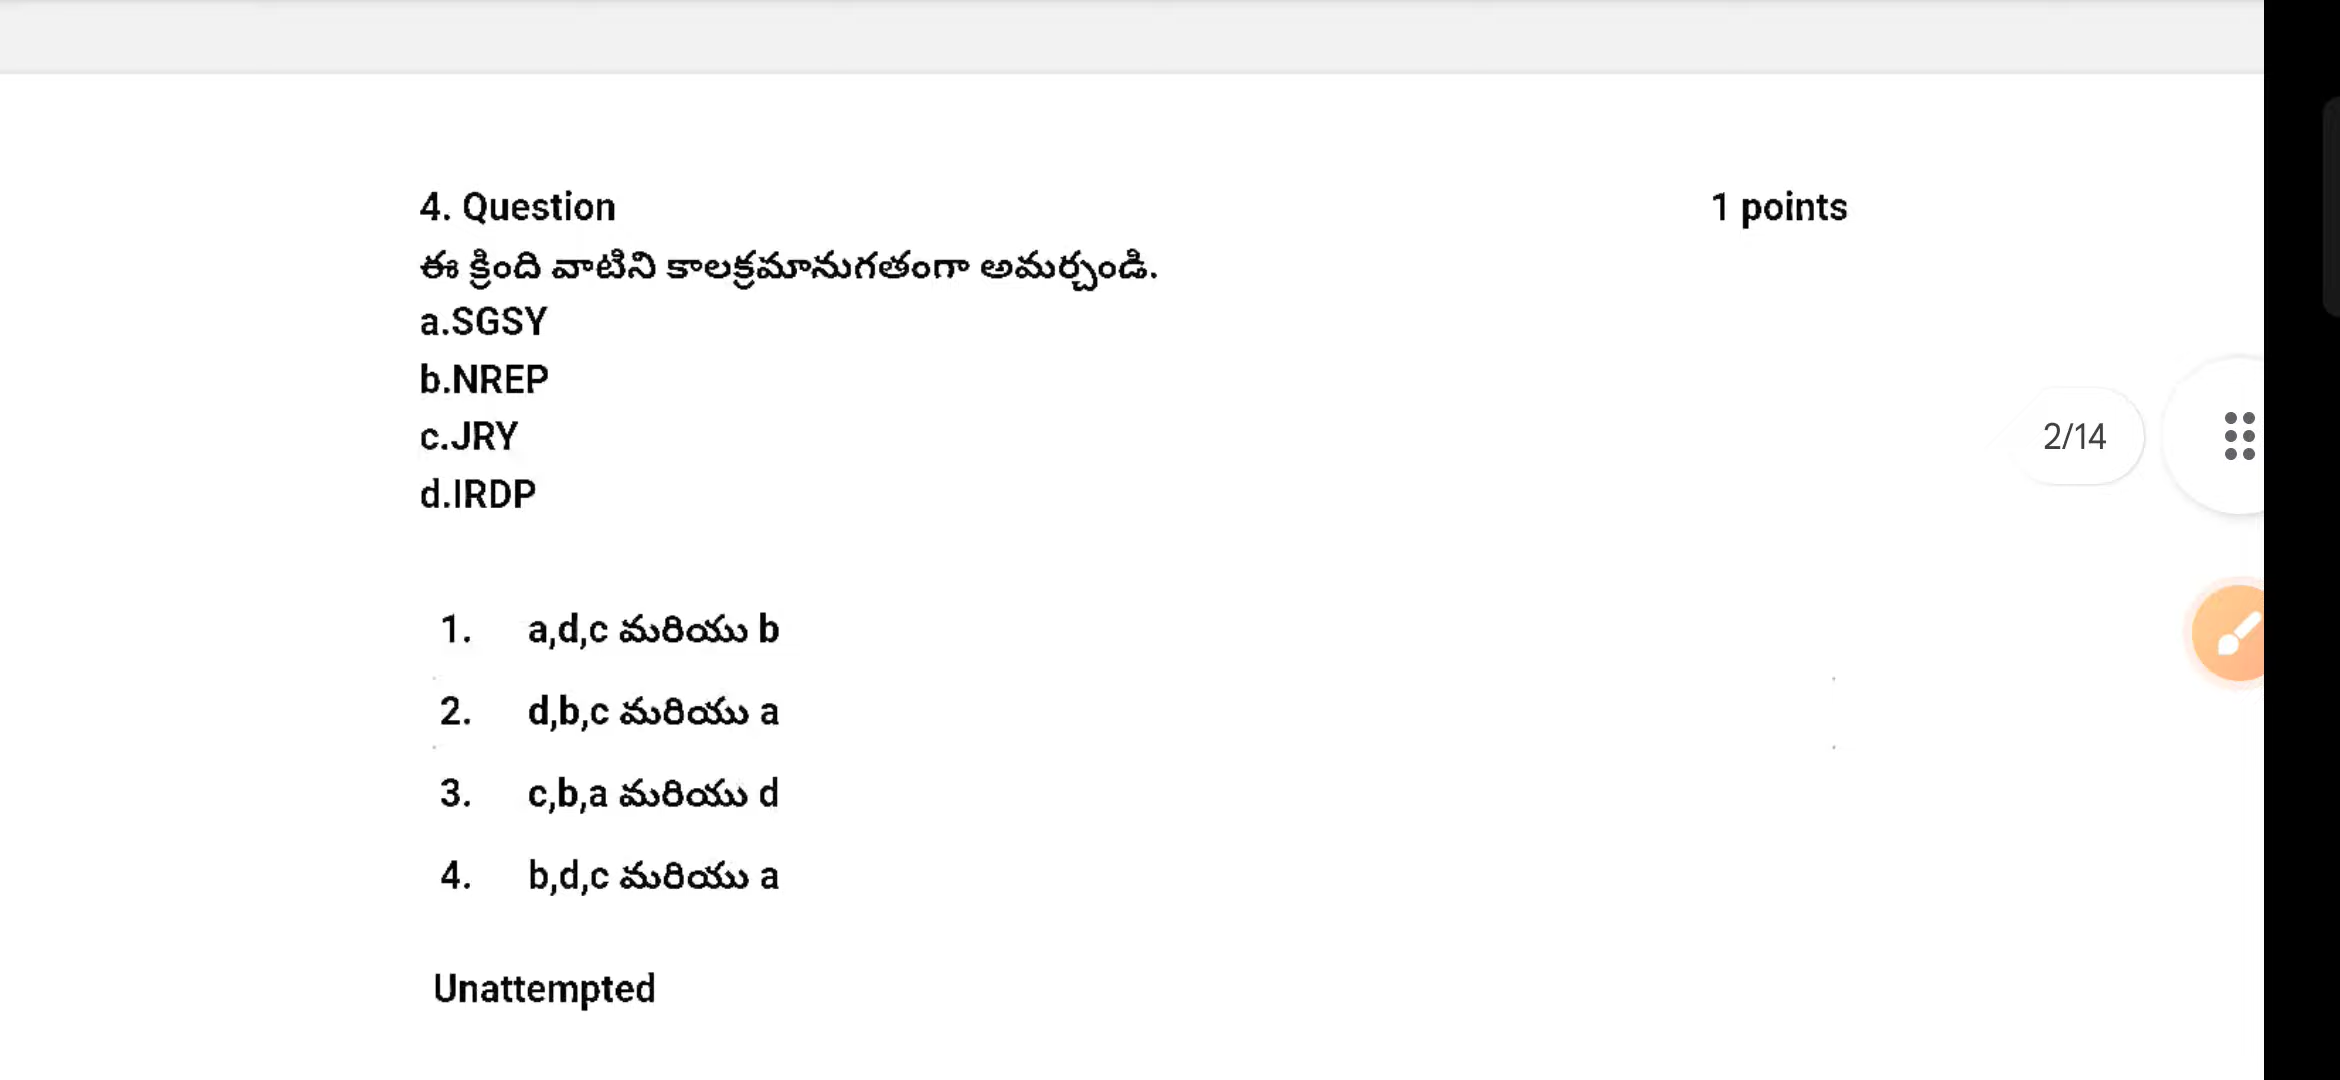 4. Question 1 points
ఈ క్రింది వాటిని కాలక్రమానుగతంగా అమర్చండి.
a.SGSY
b.NREP
c.JRY
d.IRDP
2/14
1. a,d,c మరియు b
2. d,b,c మరియు a
3. c,b,a మరియు d
4. b,d,c మరియు a
Unattempted